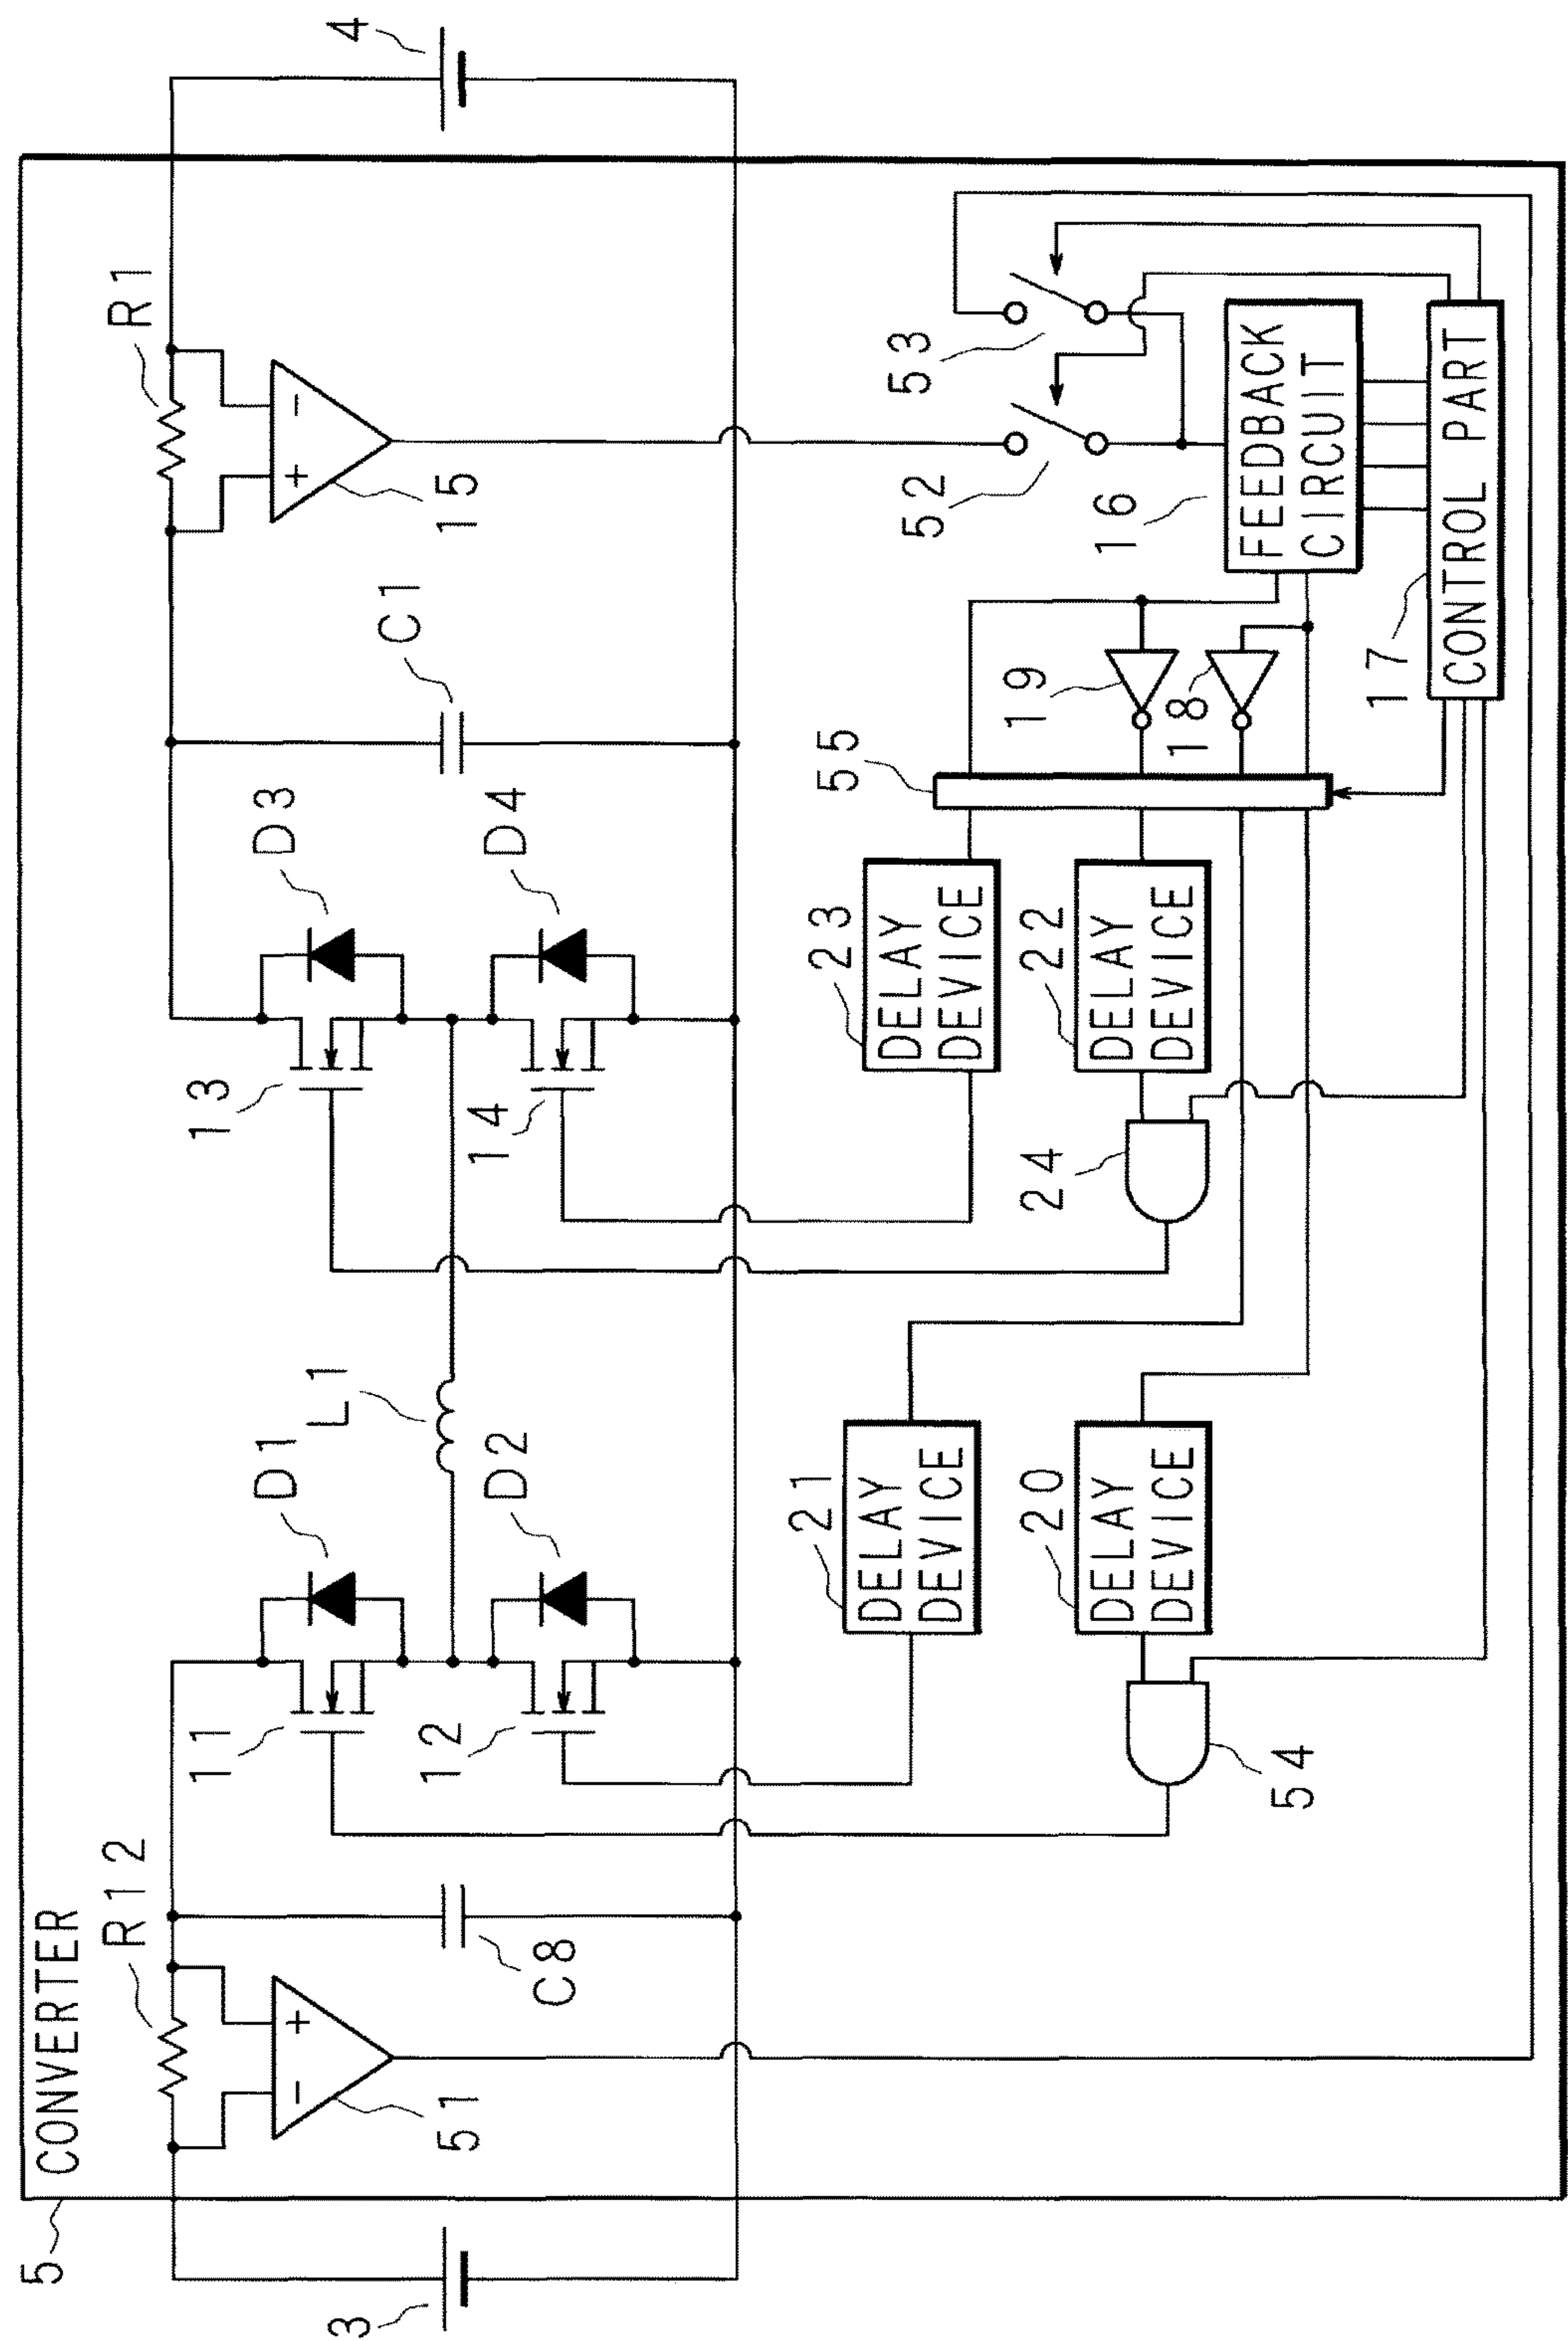 5
CONVERTER
R12
R1
3
4
51
15
C8
C1
11
D1
13
D3
12
D2
14
D4
L1
21
DELAY
DEVICE
23
DELAY
DEVICE
20
DELAY
DEVICE
22
DELAY
DEVICE
54
24
55
19
18
52
53
16
FEEDBACK
CIRCUIT
17
CONTROL PART
+
−
+
−